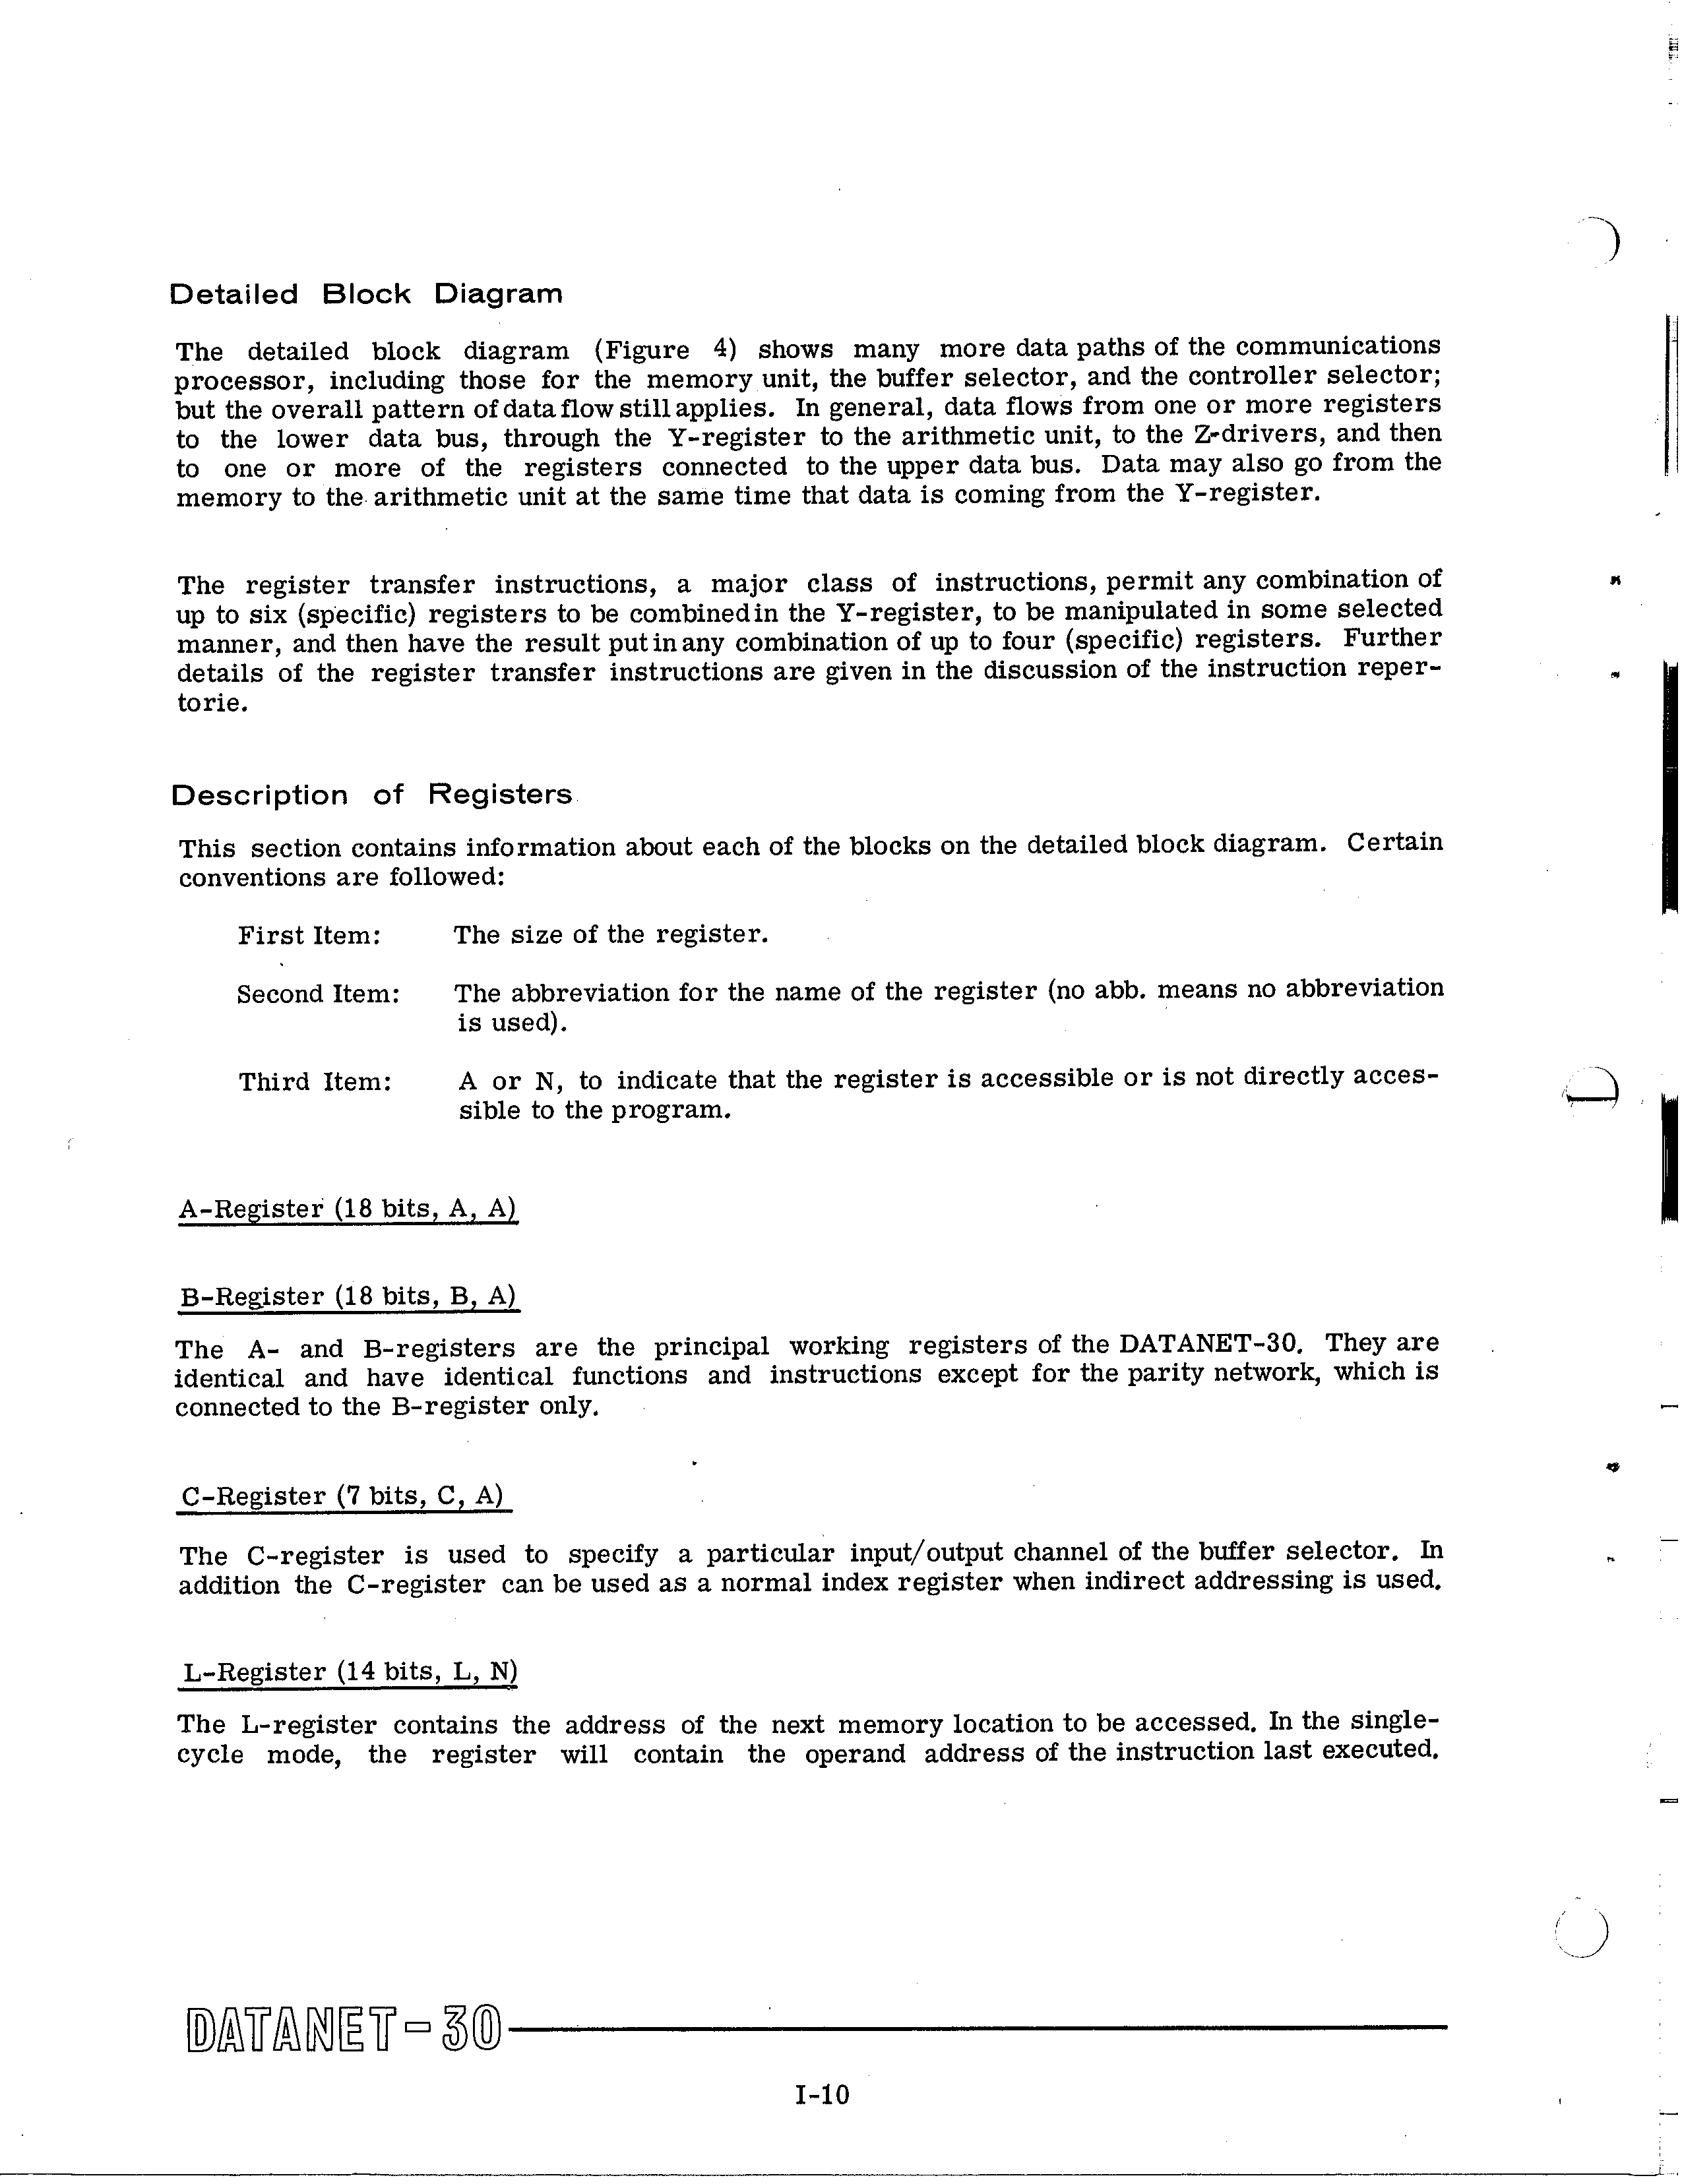 Detailed Block Diagram
The detailed block diagram (Figure 4) shows many more data paths of the communications
processor, including those for the memory unit, the buffer selector, and the controller selector;
but the overall pattern of data flow still applies. In general, data flows from one or more registers
to the lower data bus, through the Y-register to the arithmetic unit, to the Z-drivers, and then
to one or more of the registers connected to the upper data bus. Data may also go from the
memory to the arithmetic unit at the same time that data is coming from the Y-register.
The register transfer instructions, a major class of instructions, permit any combination of
up to six (specific) registers to be combined in the Y-register, to be manipulated in some selected
manner, and then have the result put in any combination of up to four (specific) registers. Further
details of the register transfer instructions are given in the discussion of the instruction reper-
torie.
Description of Registers
This section contains information about each of the blocks on the detailed block diagram. Certain
conventions are followed:
First Item: The size of the register.
Second Item: The abbreviation for the name of the register (no abb. means no abbreviation
is used).
Third Item: A or N, to indicate that the register is accessible or is not directly acces-
sible to the program.
A-Register (18 bits, A, A)
B-Register (18 bits, B, A)
The A- and B-registers are the principal working registers of the DATANET-30. They are
identical and have identical functions and instructions except for the parity network, which is
connected to the B-register only.
C-Register (7 bits, C, A)
The C-register is used to specify a particular input/output channel of the buffer selector. In
addition the C-register can be used as a normal index register when indirect addressing is used.
L-Register (14 bits, L, N)
The L-register contains the address of the next memory location to be accessed. In the single-
cycle mode, the register will contain the operand address of the instruction last executed.
DATANET-30
I-10